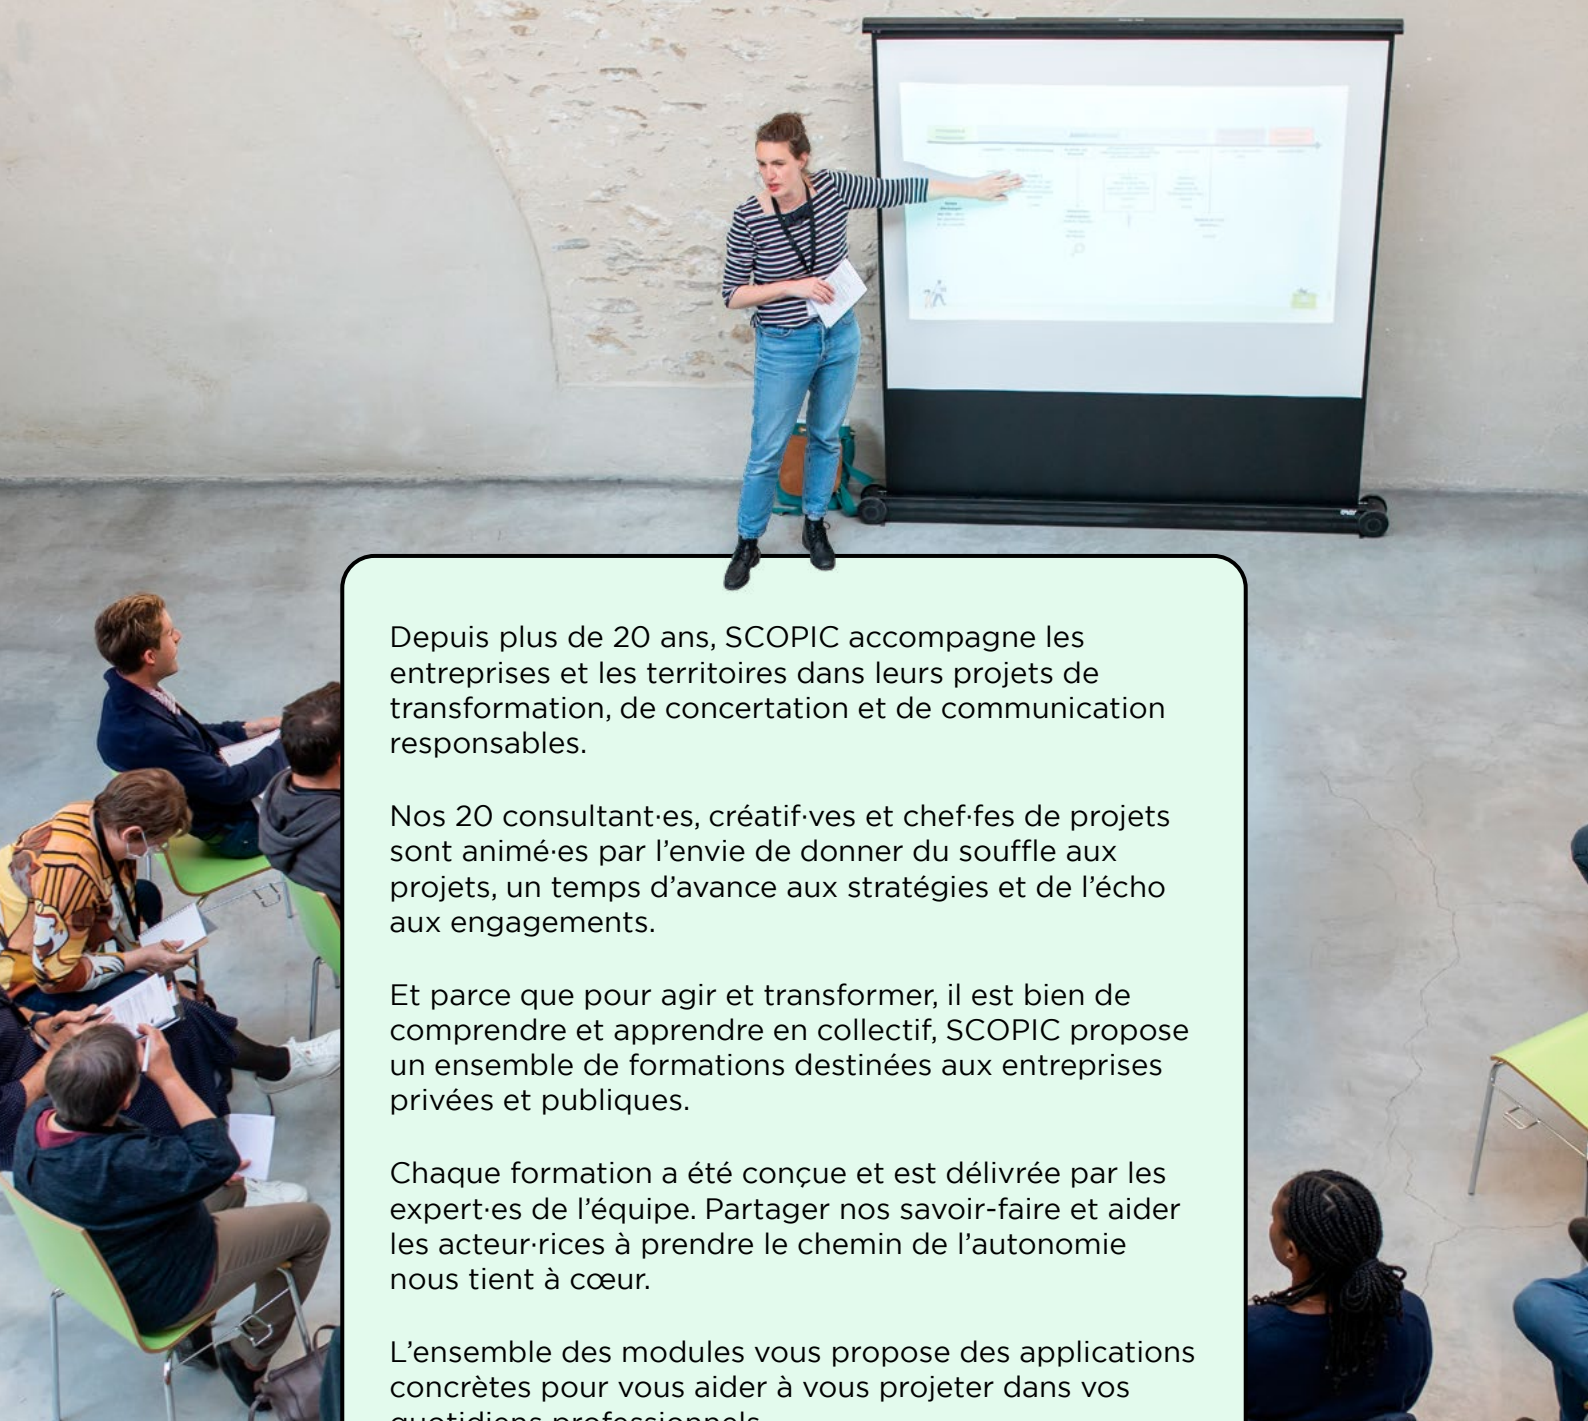 Depuis plus de 20 ans, SCOPIC accompagne les
entreprises et les territoires dans leurs projets de
transformation, de concertation et de communication
responsables.
Nos 20 consultant·es, créatif·ves et chef·fes de projets
sont animé·es par l’envie de donner du souffle aux
projets, un temps d’avance aux stratégies et de l’écho
aux engagements.
Et parce que pour agir et transformer, il est bien de
comprendre et apprendre en collectif, SCOPIC propose
un ensemble de formations destinées aux entreprises
privées et publiques.
Chaque formation a été conçue et est délivrée par les
expert·es de l’équipe. Partager nos savoir-faire et aider
les acteur·rices à prendre le chemin de l’autonomie
nous tient à cœur.
L’ensemble des modules vous propose des applications
concrètes pour vous aider à vous projeter dans vos
quotidiens professionnels.